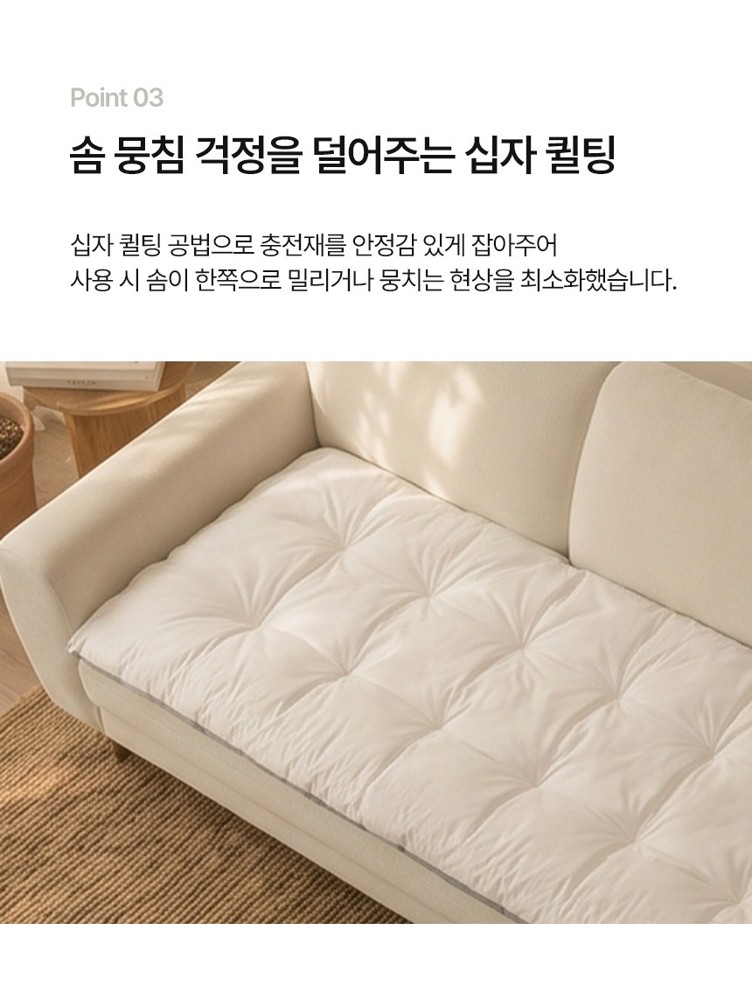 Point 03
솜 뭉침 걱정을 덜어주는 십자 퀼팅
십자 퀼팅 공법으로 충전재를 안정감 있게 잡아주어
사용 시 솜이 한쪽으로 밀리거나 뭉치는 현상을 최소화했습니다.